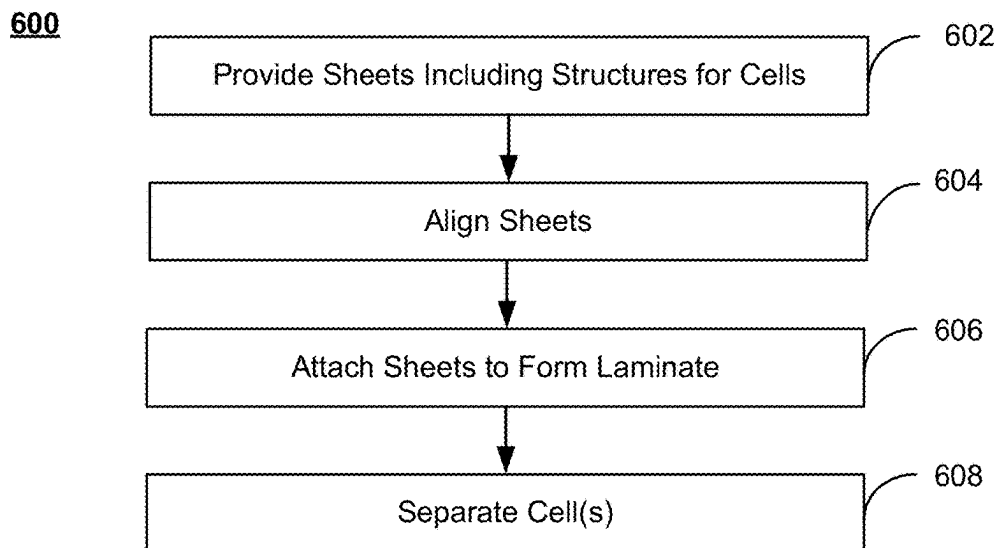 600
602
Provide Sheets Including Structures for Cells
604
Align Sheets
606
Attach Sheets to Form Laminate
608
Separate Cell(s)